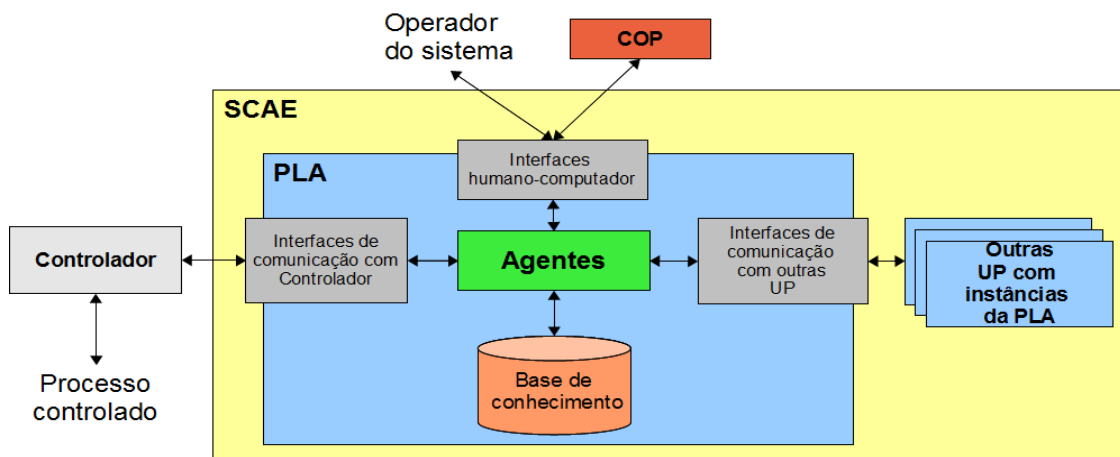 Operador
do sistema
COP
SCAE
PLA
Interfaces
humano-computador
Controlador
Interfaces de
comunicação com
Controlador
Agentes
Interfaces de
comunicação
com outras
UP
Outras
UP com
instâncias
da PLA
Processo
controlado
Base de
conhecimento